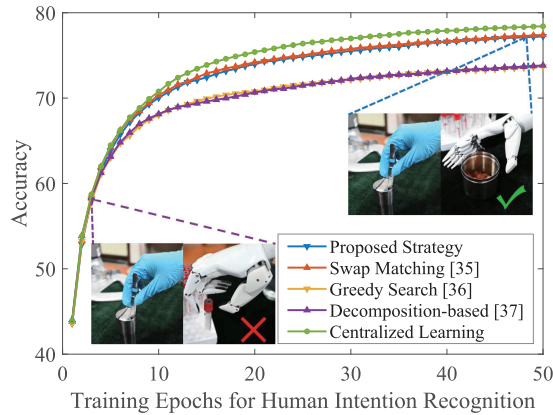 80
70
60
50
40
0
10
20
30
40
50
Accuracy
Training Epochs for Human Intention Recognition
Proposed Strategy
Swap Matching [35]
Greedy Search [36]
Decomposition-based [37]
Centralized Learning